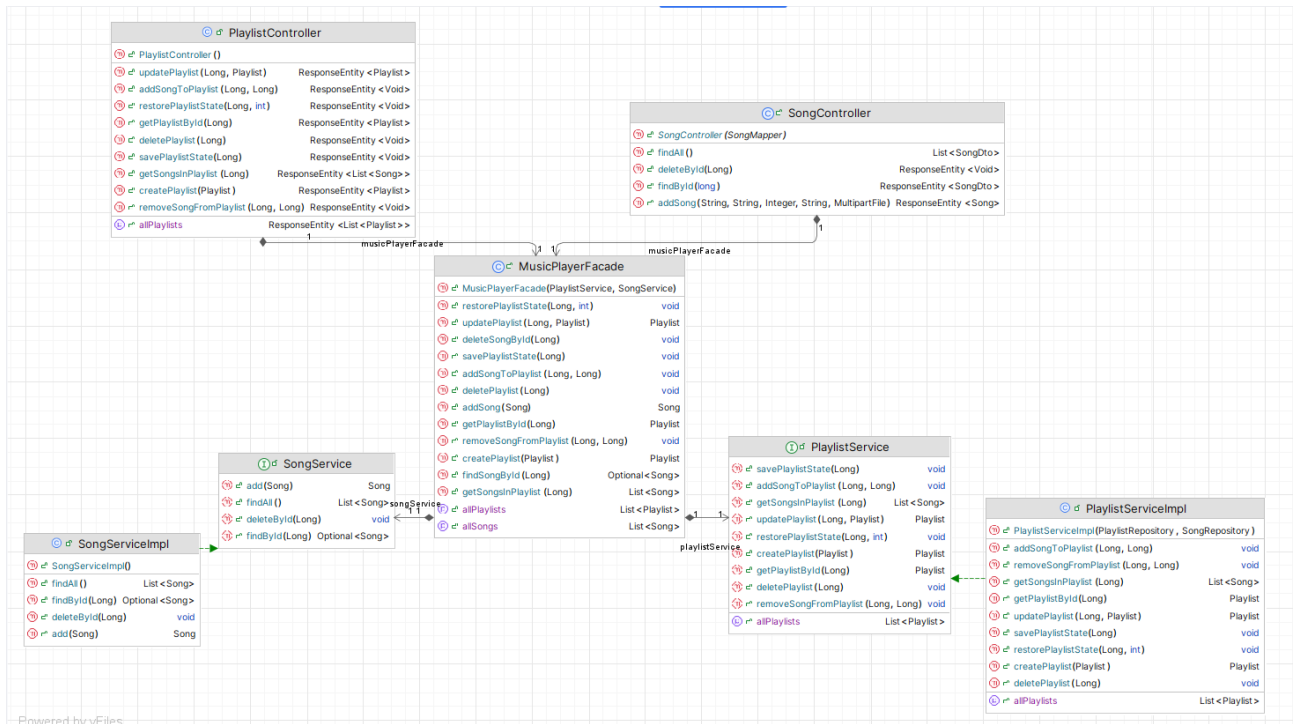 PlaylistController
PlaylistController ()
updatePlaylist(Long, Playlist) ResponseEntity <Playlist>
addSongToPlaylist (Long, Long) ResponseEntity <Void>
restorePlaylistState(Long, int) ResponseEntity <Void>
getPlaylistById(Long) ResponseEntity <Playlist>
deletePlaylist (Long) ResponseEntity <Void>
savePlaylistState(Long) ResponseEntity <Void>
getSongsInPlaylist (Long) ResponseEntity <List <Song>>
createPlaylist(Playlist ) ResponseEntity <Playlist>
removeSongFromPlaylist (Long, Long) ResponseEntity <Void>
allPlaylists ResponseEntity <List <Playlist>>
SongController
SongController (SongMapper)
findAll () List <SongDto>
deleteById(Long) ResponseEntity <Void>
findById(long) ResponseEntity <SongDto >
addSong(String, String, Integer, String, MultipartFile) ResponseEntity <Song>
1
musicPlayerFacade
1
1
musicPlayerFacade
1
MusicPlayerFacade
MusicPlayerFacade(PlaylistService, SongService)
restorePlaylistState(Long, int) void
updatePlaylist (Long, Playlist) Playlist
deleteSongById(Long) void
savePlaylistState(Long) void
addSongToPlaylist (Long, Long) void
deletePlaylist (Long) void
addSong(Song) Song
getPlaylistById(Long) Playlist
removeSongFromPlaylist (Long, Long) void
createPlaylist(Playlist ) Playlist
findSongById (Long) Optional<Song>
getSongsInPlaylist (Long) List <Song>
allPlaylists List <Playlist>
allSongs List <Song>
SongService
add(Song) Song
findAll () List <Song>
deleteById(Long) void
findById(Long) Optional <Song>
songService
1 1
1 1
playlistService
PlaylistService
savePlaylistState(Long) void
addSongToPlaylist (Long, Long) void
getSongsInPlaylist (Long) List <Song>
updatePlaylist (Long, Playlist) Playlist
restorePlaylistState(Long, int) void
createPlaylist(Playlist ) Playlist
getPlaylistById (Long) Playlist
deletePlaylist (Long) void
removeSongFromPlaylist (Long, Long) void
allPlaylists List <Playlist>
SongServiceImpl
SongServiceImpl()
findAll () List <Song>
findById(Long) Optional <Song>
deleteById(Long) void
add(Song) Song
PlaylistServiceImpl
PlaylistServiceImpl(PlaylistRepository , SongRepository )
addSongToPlaylist (Long, Long) void
removeSongFromPlaylist (Long, Long) void
getSongsInPlaylist (Long) List <Song>
getPlaylistById(Long) Playlist
updatePlaylist (Long, Playlist) Playlist
savePlaylistState(Long) void
restorePlaylistState(Long, int) void
createPlaylist(Playlist ) Playlist
deletePlaylist (Long) void
allPlaylists List <Playlist>
Powered by yFiles